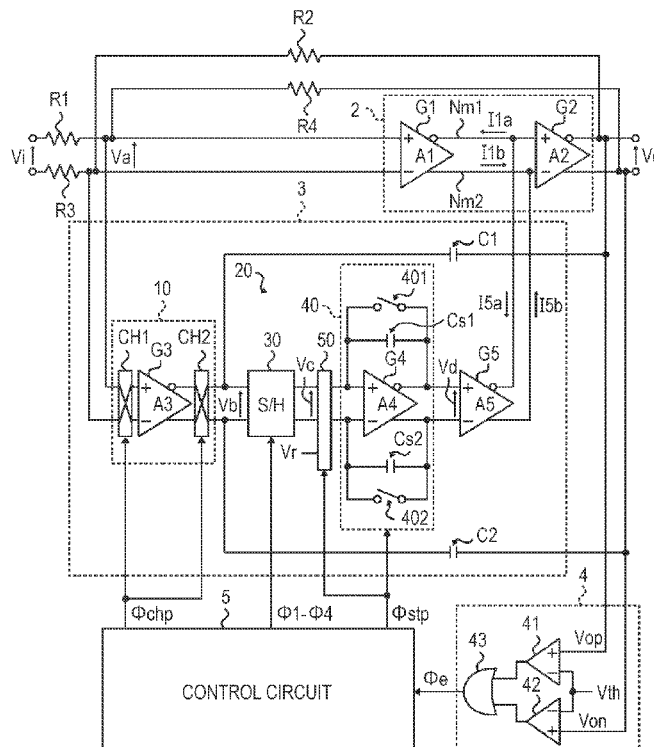 R2
R1
R4
2
G1
Nm1
I1a
G2
Vi
Va
A1
I1b
A2
R3
Nm2
3
C1
20
401
I5a
I5b
10
40
Cs1
CH1
G3
CH2
30
50
G4
Vd
G5
Vc
A3
Vb
S/H
A4
A5
Vr
Cs2
402
C2
Φchp
5
Φ1-Φ4
Φstp
4
Vop
41
43
Φe
Vth
42
Von
CONTROL CIRCUIT